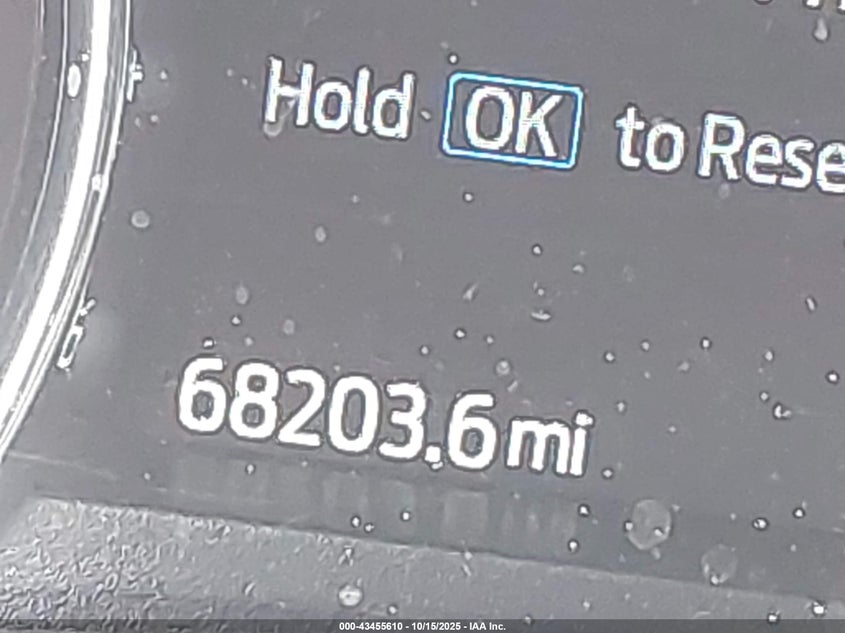 Hold OK to Rese
68203.6 mi
000-43455610 - 10/15/2025 - IAA Inc.